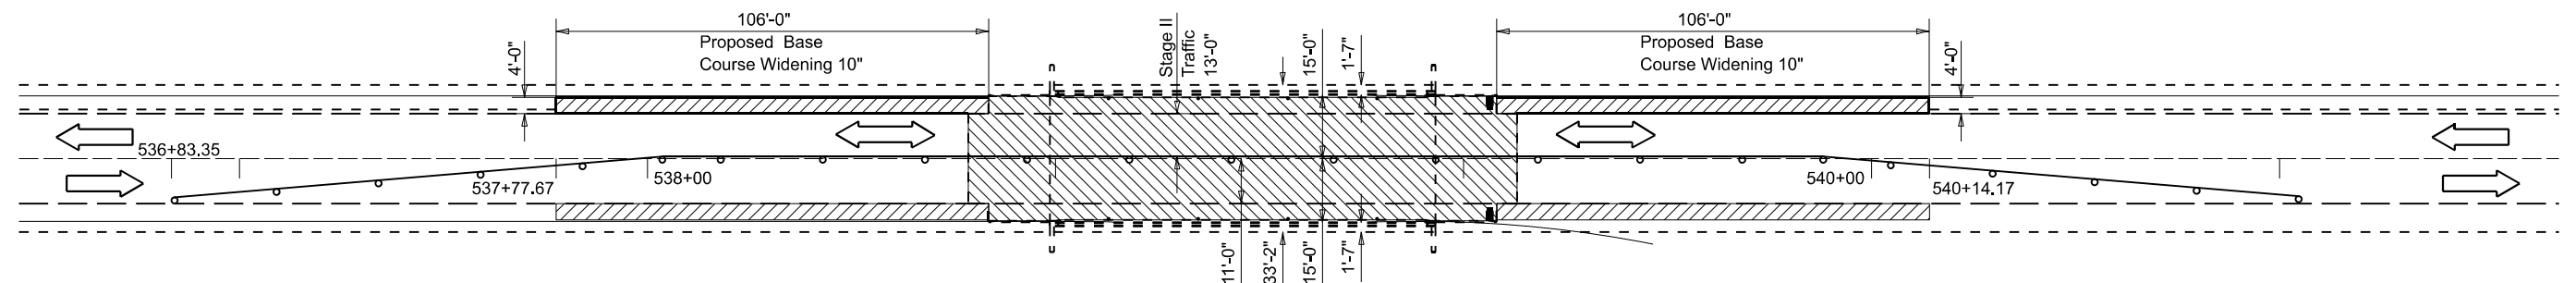 106'-0"
Proposed Base
Course Widening 10"
4'-0"
Stage II
Traffic
13'-0"
15'-0"
1'-7"
106'-0"
Proposed Base
Course Widening 10"
4'-0"
536+83.35
537+77.67
538+00
540+00
540+14.17
11'-0"
33'-2"
15'-0"
1'-7"